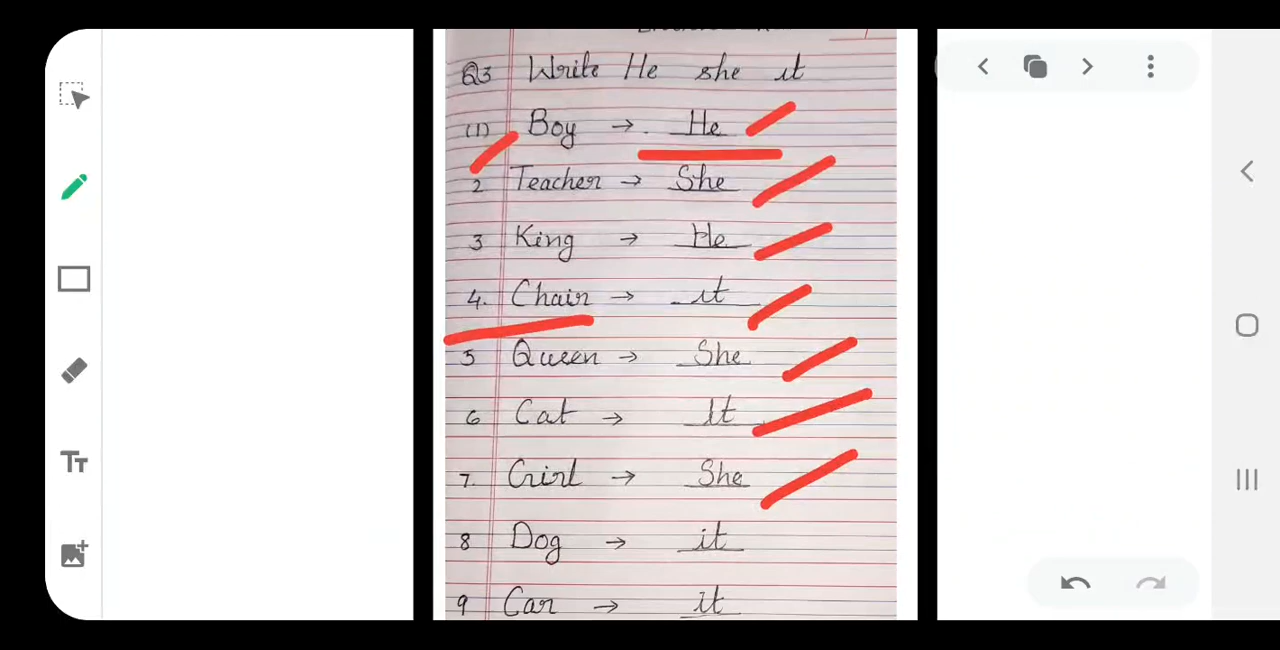 Q3 Write He she it
(1) Boy → He
2 Teacher → She
3 King → He
4. Chair → it
5 Queen → She
6 Cat → It
7. Girl → She
8 Dog → it
9 Car → it
TT